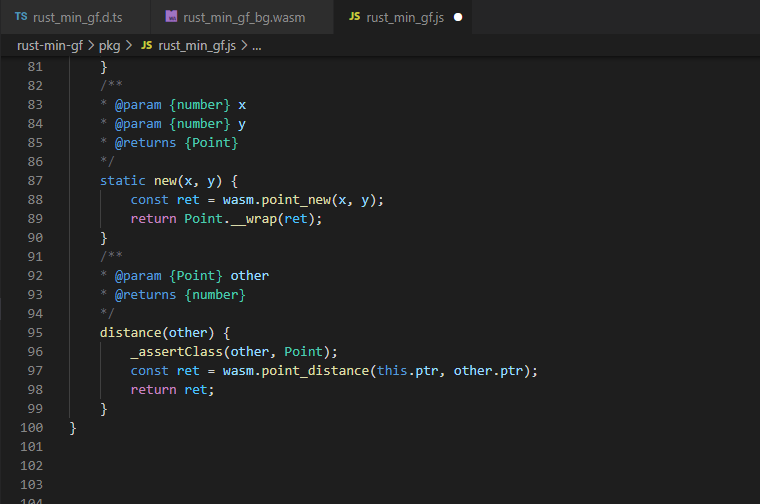 TS rust_min_gf.d.ts rust_min_gf_bg.wasm JS rust_min_gf.js
rust-min-gf > pkg > JS rust_min_gf.js > ...
81 }
82 /**
83 * @param {number} x
84 * @param {number} y
85 * @returns {Point}
86 */
87 static new(x, y) {
88 const ret = wasm.point_new(x, y);
89 return Point.__wrap(ret);
90 }
91 /**
92 * @param {Point} other
93 * @returns {number}
94 */
95 distance(other) {
96 _assertClass(other, Point);
97 const ret = wasm.point_distance(this.ptr, other.ptr);
98 return ret;
99 }
100 }
101
102
103
104